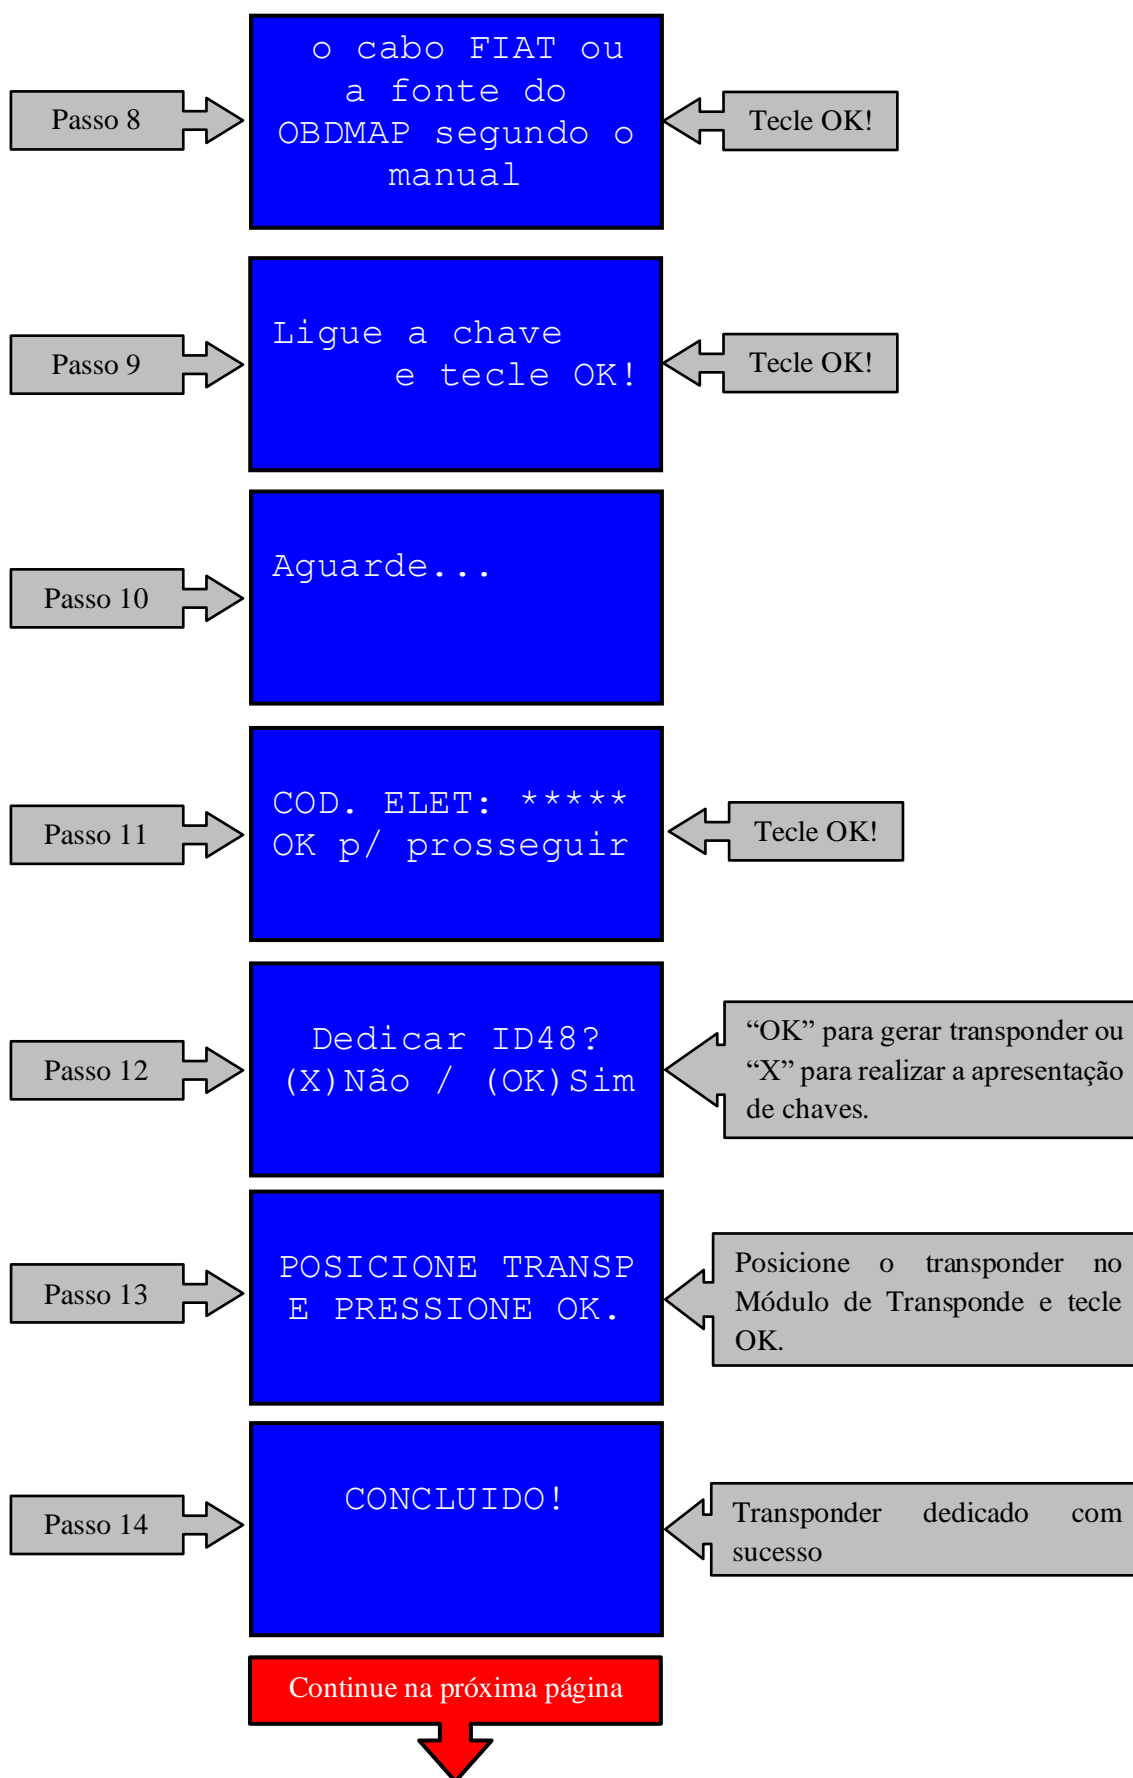 Passo 8
o cabo FIAT ou
a fonte do
OBDMAP segundo o
manual
Tecle OK!
Passo 9
Ligue a chave
e tecle OK!
Tecle OK!
Passo 10
Aguarde...
Passo 11
COD. ELET: *****
OK p/ prosseguir
Tecle OK!
Passo 12
Dedicar ID48?
(X)Não / (OK)Sim
“OK” para gerar transponder ou
“X” para realizar a apresentação
de chaves.
Passo 13
POSICIONE TRANSP
E PRESSIONE OK.
Posicione o transponder no
Módulo de Transponde e tecle
OK.
Passo 14
CONCLUIDO!
Transponder dedicado com
sucesso
Continue na próxima página